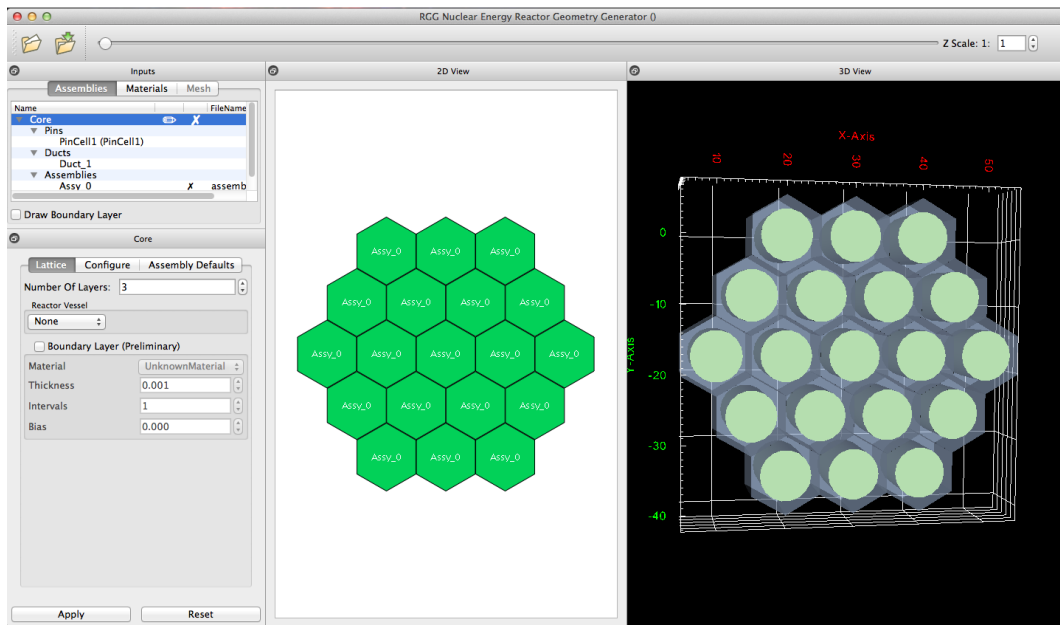 RGG Nuclear Energy Reactor Geometry Generator ()
Z Scale: 1: 1
Inputs
Assemblies Materials Mesh
Name FileName
Core
Pins
PinCell1 (PinCell1)
Ducts
Duct_1
Assemblies
Assy_0 assemb
Draw Boundary Layer
Core
Lattice Configure Assembly Defaults
Number Of Layers: 3
Reactor Vessel
None
Boundary Layer (Preliminary)
Material UnknownMaterial
Thickness 0.001
Intervals 1
Bias 0.000
Apply Reset
2D View
Assy_0 Assy_0 Assy_0
Assy_0 Assy_0 Assy_0 Assy_0
Assy_0 Assy_0 Assy_0 Assy_0 Assy_0
Assy_0 Assy_0 Assy_0 Assy_0
Assy_0 Assy_0 Assy_0
3D View
X-Axis
10 20 30 40 50
0
-10
Y-Axis
-20
-30
-40